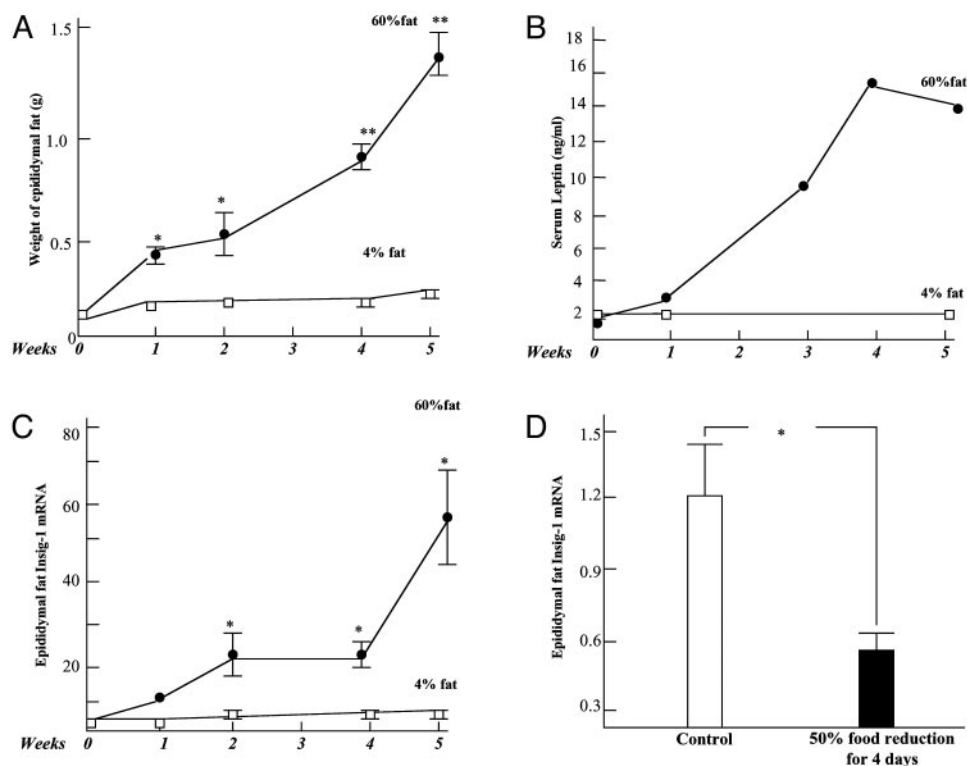 A
60%fat
**
1.5
**
1.0
Weight of epididymal fat (g)
*
*
0.5
4% fat
0
Weeks 0 1 2 3 4 5
B
18
16
60%fat
14
12
Serum Leptin (ng/ml)
10
8
6
4
4% fat
2
Weeks 0 1 2 3 4 5
60%fat
C
80
*
60
Epididymal fat Insig-1 mRNA
40
*
*
20
4% fat
Weeks 0 1 2 3 4 5
D
1.5
*
1.2
Epididymal fat Insig-1 mRNA
0.9
0.6
0.3
Control
50% food reduction
for 4 days